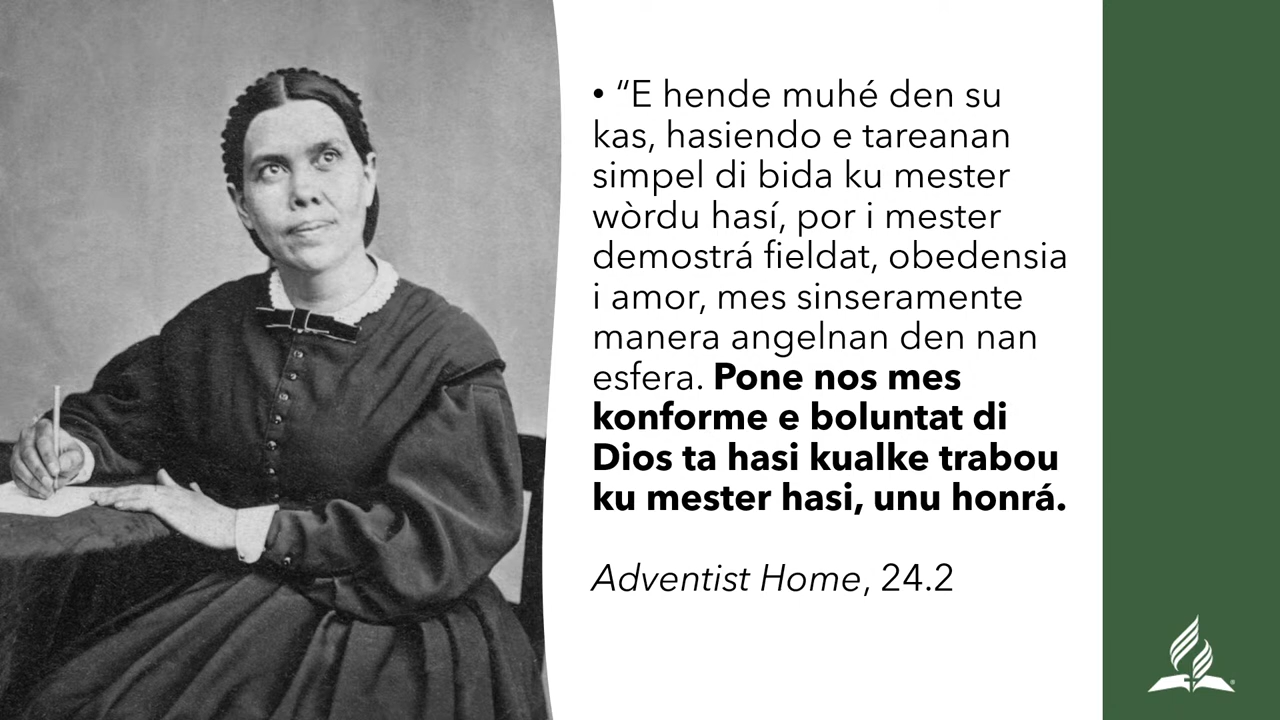 • “E hende muhé den su
kas, hasiendo e tareanan
simpel di bida ku mester
wòrdu hasí, por i mester
demostrá fieldat, obedensia
i amor, mes sinseramente
manera angelnan den nan
esfera. Pone nos mes
konforme e boluntat di
Dios ta hasi kualke trabou
ku mester hasi, unu honrá.
Adventist Home, 24.2